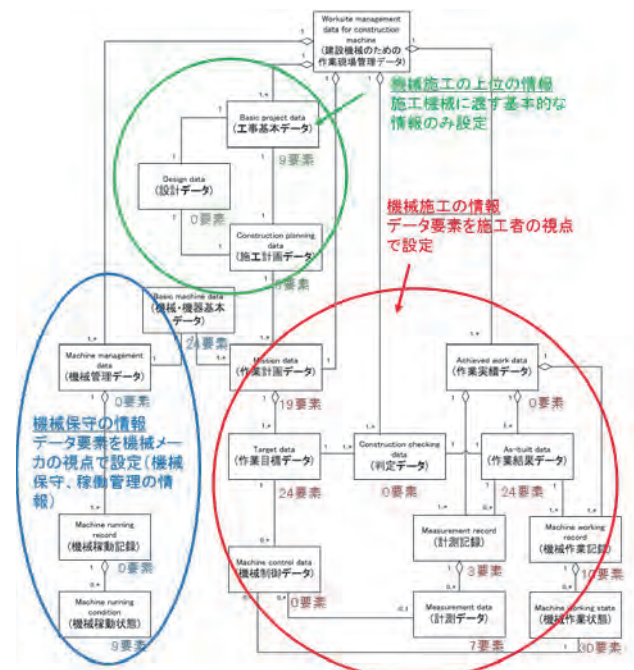 Worksite management
data for construction
machine
(建設機械のための
作業現場管理データ)
機械施工の上位の情報
施工機械に渡す基本的な
情報のみ設定
Basic project data
(工事基本データ)
9要素
Design data
(設計データ)
0要素
機械施工の情報
データ要素を施工者の視点
で設定
Construction planning
data
(施工計画データ)
Basic machine data
(機械・機器基本
データ)
24要素
Machine management
data
(機械管理データ)
0要素
Mission data
(作業計画データ)
19要素
Achieved work data
(作業実績データ)
0要素
機械保守の情報
データ要素を機械メー
カの視点で設定(機械
保守、稼働管理の情
報)
Target data
(作業目標データ)
24要素
Construction checking
data
(判定データ)
0要素
As-built data
(作業結果データ)
24要素
Machine running
record
(機械稼動記録)
0要素
Machine control data
(機械制御データ)
0要素
Measurement record
(計測記録)
3要素
Machine working
record
(機械作業記録)
10要素
Machine running
condition
(機械稼動状態)
9要素
Measurement data
(計測データ)
7要素
Machine working state
(機械作業状態)
30要素